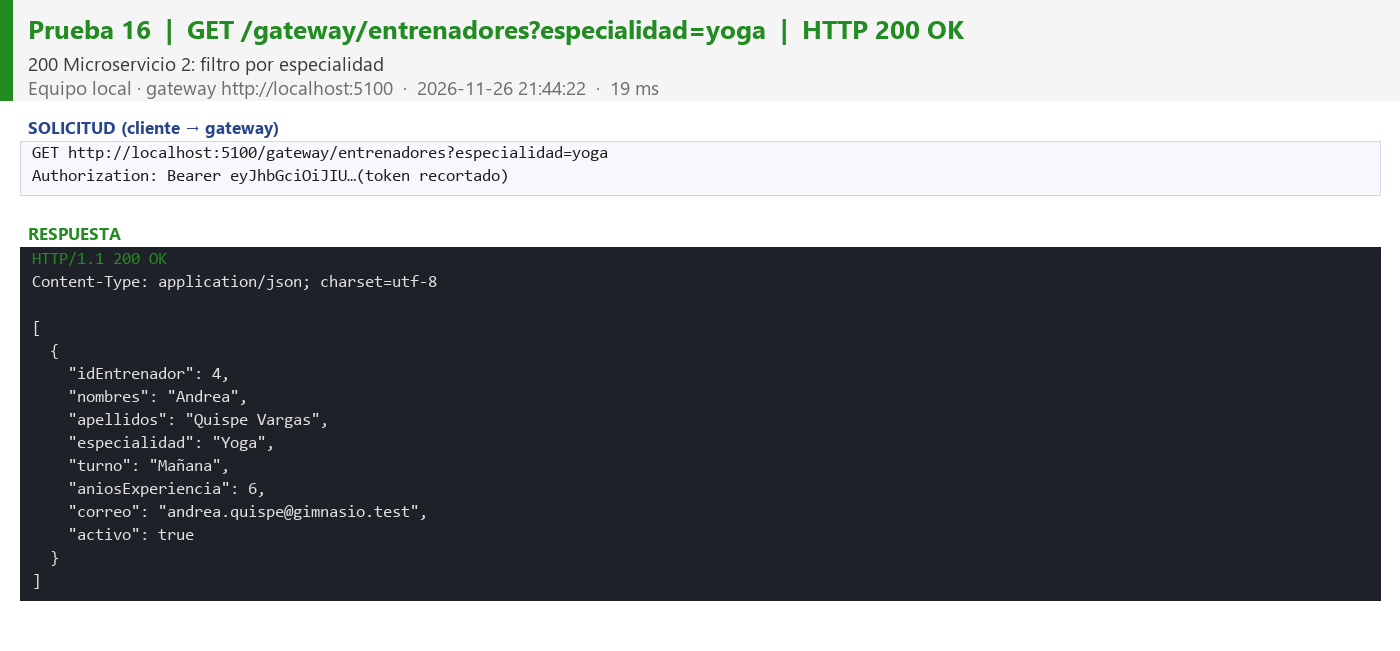 Prueba 16 | GET /gateway/entrenadores?especialidad=yoga | HTTP 200 OK
200 Microservicio 2: filtro por especialidad
Equipo local · gateway http://localhost:5100 · 2026-11-26 21:44:22 · 19 ms
SOLICITUD (cliente → gateway)
GET http://localhost:5100/gateway/entrenadores?especialidad=yoga
Authorization: Bearer eyJhbGciOiJIU…(token recortado)
RESPUESTA
HTTP/1.1 200 OK
Content-Type: application/json; charset=utf-8
[
  {
    "idEntrenador": 4,
    "nombres": "Andrea",
    "apellidos": "Quispe Vargas",
    "especialidad": "Yoga",
    "turno": "Mañana",
    "aniosExperiencia": 6,
    "correo": "andrea.quispe@gimnasio.test",
    "activo": true
  }
]